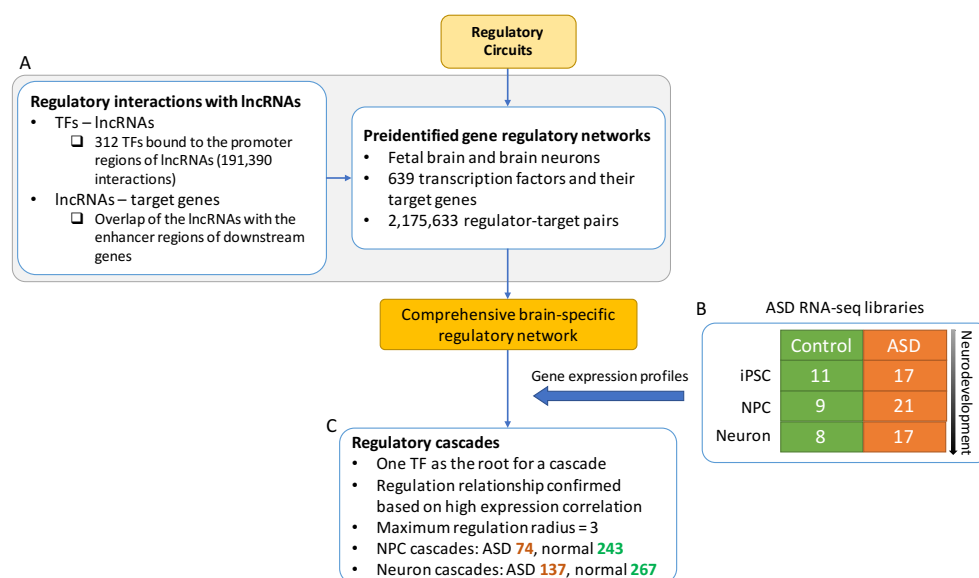 Regulatory
Circuits
A
Regulatory interactions with lncRNAs
• TFs – lncRNAs
❑ 312 TFs bound to the promoter
regions of lncRNAs (191,390
interactions)
• lncRNAs – target genes
❑ Overlap of the lncRNAs with the
enhancer regions of downstream
genes
Preidentified gene regulatory networks
• Fetal brain and brain neurons
• 639 transcription factors and their
target genes
• 2,175,633 regulator-target pairs
Comprehensive brain-specific
regulatory network
B
ASD RNA-seq libraries
Control ASD
iPSC 11 17
NPC 9 21
Neuron 8 17
Neurodevelopment
Gene expression profiles
C
Regulatory cascades
• One TF as the root for a cascade
• Regulation relationship confirmed
based on high expression correlation
• Maximum regulation radius = 3
• NPC cascades: ASD 74, normal 243
• Neuron cascades: ASD 137, normal 267